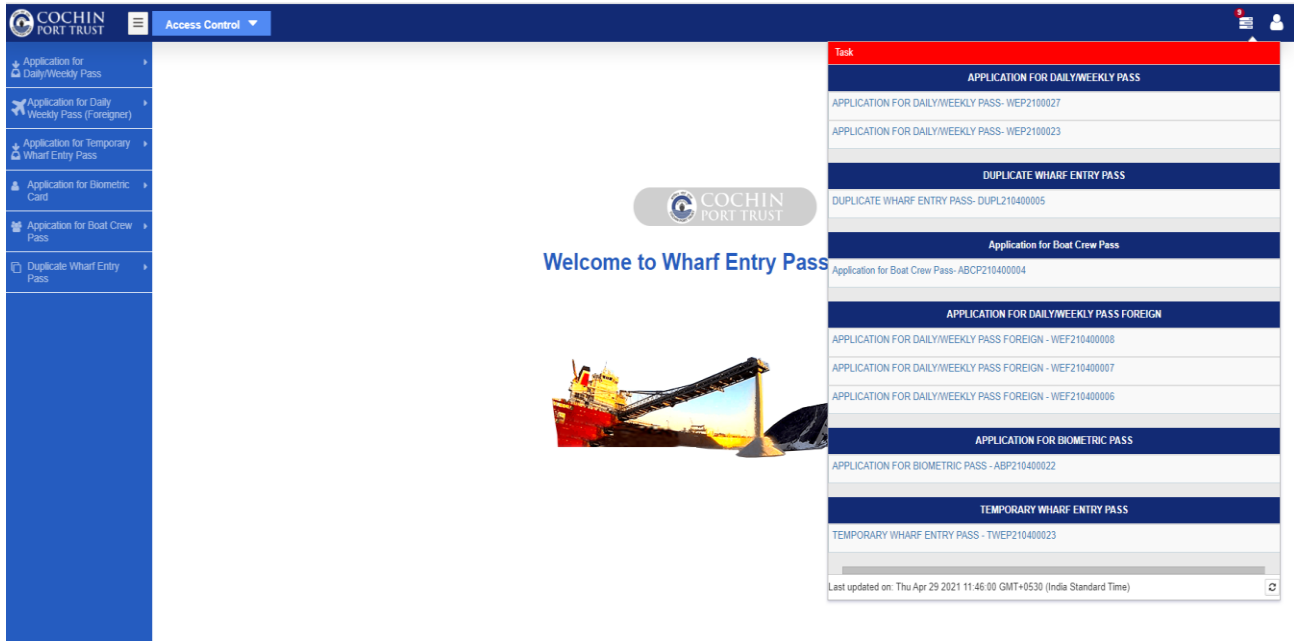 COCHIN
PORT TRUST
Access Control
9
Application for
Daily/Weekly Pass
Application for Daily
Weekly Pass (Foreigner)
Application for Temporary
Wharf Entry Pass
Application for Biometric
Card
Appication for Boat Crew
Pass
Duplicate Wharf Entry
Pass
COCHIN
PORT TRUST
Welcome to Wharf Entry Pass
Task
APPLICATION FOR DAILY/WEEKLY PASS
APPLICATION FOR DAILY/WEEKLY PASS- WEP2100027
APPLICATION FOR DAILY/WEEKLY PASS- WEP2100023
DUPLICATE WHARF ENTRY PASS
DUPLICATE WHARF ENTRY PASS- DUPL210400005
Application for Boat Crew Pass
Application for Boat Crew Pass- ABCP210400004
APPLICATION FOR DAILY/WEEKLY PASS FOREIGN
APPLICATION FOR DAILY/WEEKLY PASS FOREIGN - WEF210400008
APPLICATION FOR DAILY/WEEKLY PASS FOREIGN - WEF210400007
APPLICATION FOR DAILY/WEEKLY PASS FOREIGN - WEF210400006
APPLICATION FOR BIOMETRIC PASS
APPLICATION FOR BIOMETRIC PASS - ABP210400022
TEMPORARY WHARF ENTRY PASS
TEMPORARY WHARF ENTRY PASS - TWEP210400023
Last updated on: Thu Apr 29 2021 11:46:00 GMT+0530 (India Standard Time)